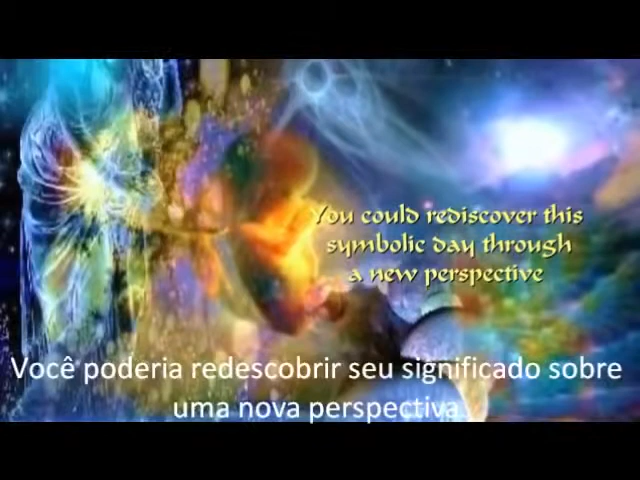 You could rediscover this
symbolic day through
a new perspective
Você poderia redescobrir seu significado sobre
uma nova perspectiva